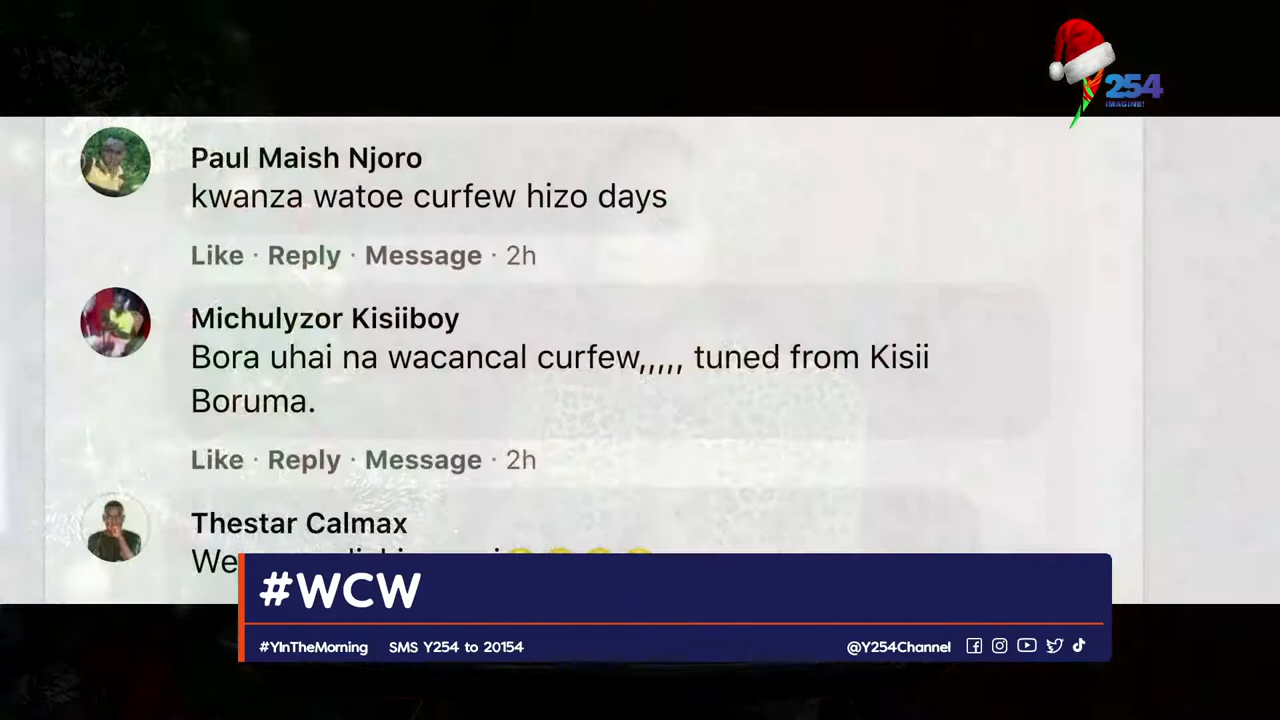 254
IMAGINE!
Paul Maish Njoro
kwanza watoe curfew hizo days
Like · Reply · Message · 2h
Michulyzor Kisiiboy
Bora uhai na wacancal curfew,,,,, tuned from Kisii
Boruma.
Like · Reply · Message · 2h
Thestar Calmax
We
#WCW
#YInTheMorning SMS Y254 to 20154
@Y254Channel